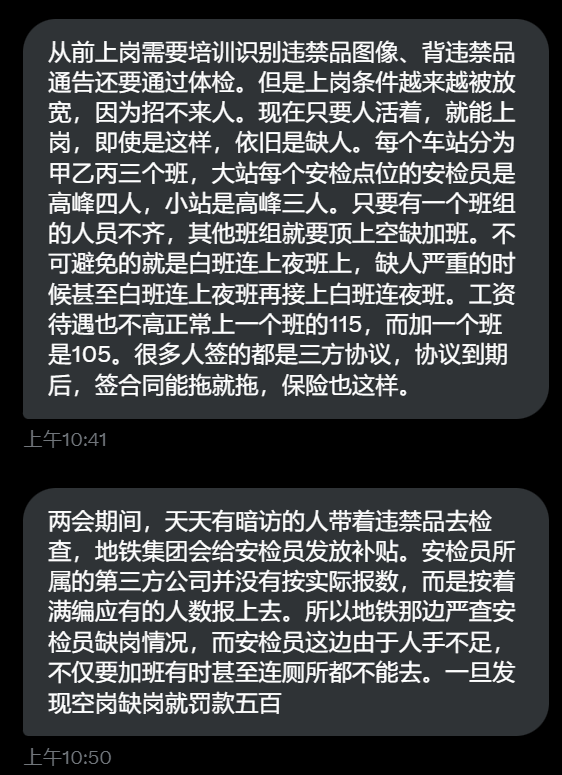 从前上岗需要培训识别违禁品图像、背违禁品
通告还要通过体检。但是上岗条件越来越被放
宽，因为招不来人。现在只要人活着，就能上
岗，即使是这样，依旧是缺人。每个车站分为
甲乙丙三个班，大站每个安检点位的安检员是
高峰四人，小站是高峰三人。只要有一个班组
的人员不齐，其他班组就要顶上空缺加班。不
可避免的就是白班连上夜班上，缺人严重的时
候甚至白班连上夜班再接上白班连夜班。工资
待遇也不高正常上一个班的115，而加一个班
是105。很多人签的都是三方协议，协议到期
后，签合同能拖就拖，保险也这样。
上午10:41
两会期间，天天有暗访的人带着违禁品去检
查，地铁集团会给安检员发放补贴。安检员所
属的第三方公司并没有按实际报数，而是按着
满编应有的人数报上去。所以地铁那边严查安
检员缺岗情况，而安检员这边由于人手不足，
不仅要加班有时甚至连厕所都不能去。一旦发
现空岗缺岗就罚款五百
上午10:50